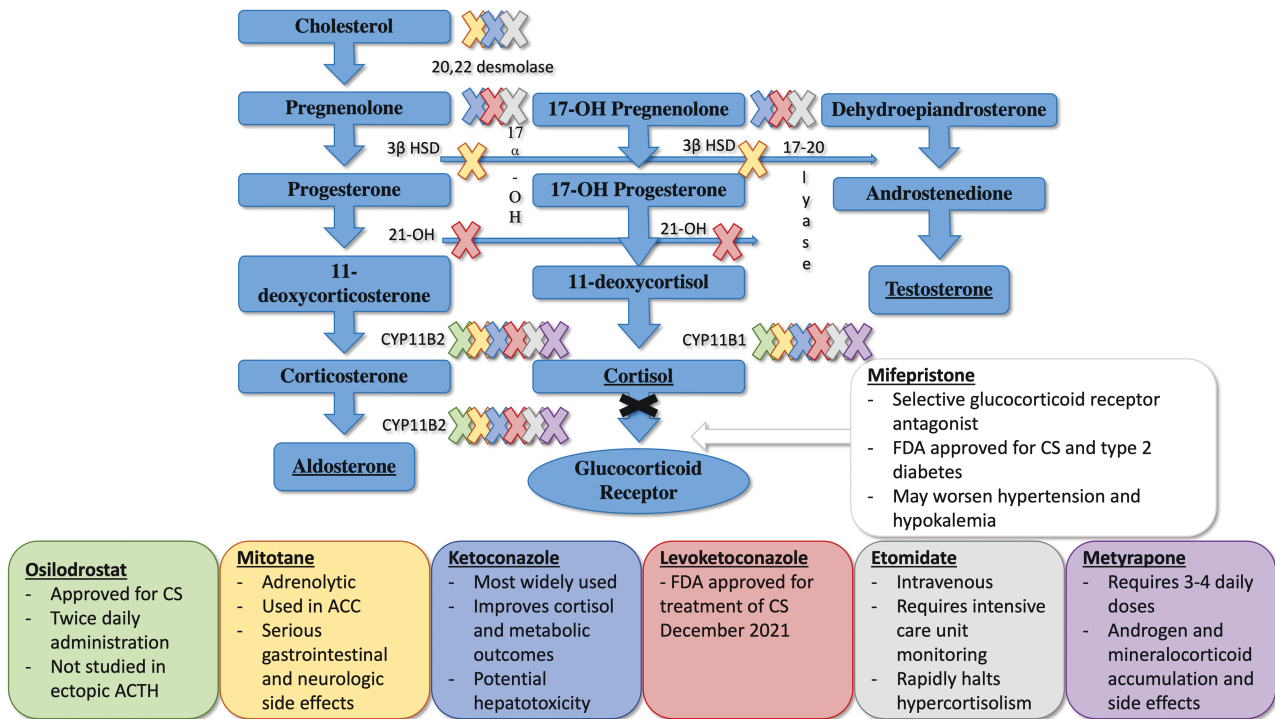 Cholesterol
20,22 desmolase
Pregnenolone
17-OH Pregnenolone
Dehydroepiandrosterone
3β HSD
17
α
-
OH
3β HSD
17-20
l
y
a
s
e
Progesterone
17-OH Progesterone
Androstenedione
21-OH
21-OH
11-
deoxycorticosterone
11-deoxycortisol
Testosterone
CYP11B2
CYP11B1
Corticosterone
Cortisol
CYP11B2
Aldosterone
Glucocorticoid
Receptor
Mifepristone
- Selective glucocorticoid receptor
antagonist
- FDA approved for CS and type 2
diabetes
- May worsen hypertension and
hypokalemia
Osilodrostat
- Approved for CS
- Twice daily
administration
- Not studied in
ectopic ACTH
Mitotane
- Adrenolytic
- Used in ACC
- Serious
gastrointestinal
and neurologic
side effects
Ketoconazole
- Most widely used
- Improves cortisol
and metabolic
outcomes
- Potential
hepatotoxicity
Levoketoconazole
- FDA approved for
treatment of CS
December 2021
Etomidate
- Intravenous
- Requires intensive
care unit
monitoring
- Rapidly halts
hypercortisolism
Metyrapone
- Requires 3-4 daily
doses
- Androgen and
mineralocorticoid
accumulation and
side effects